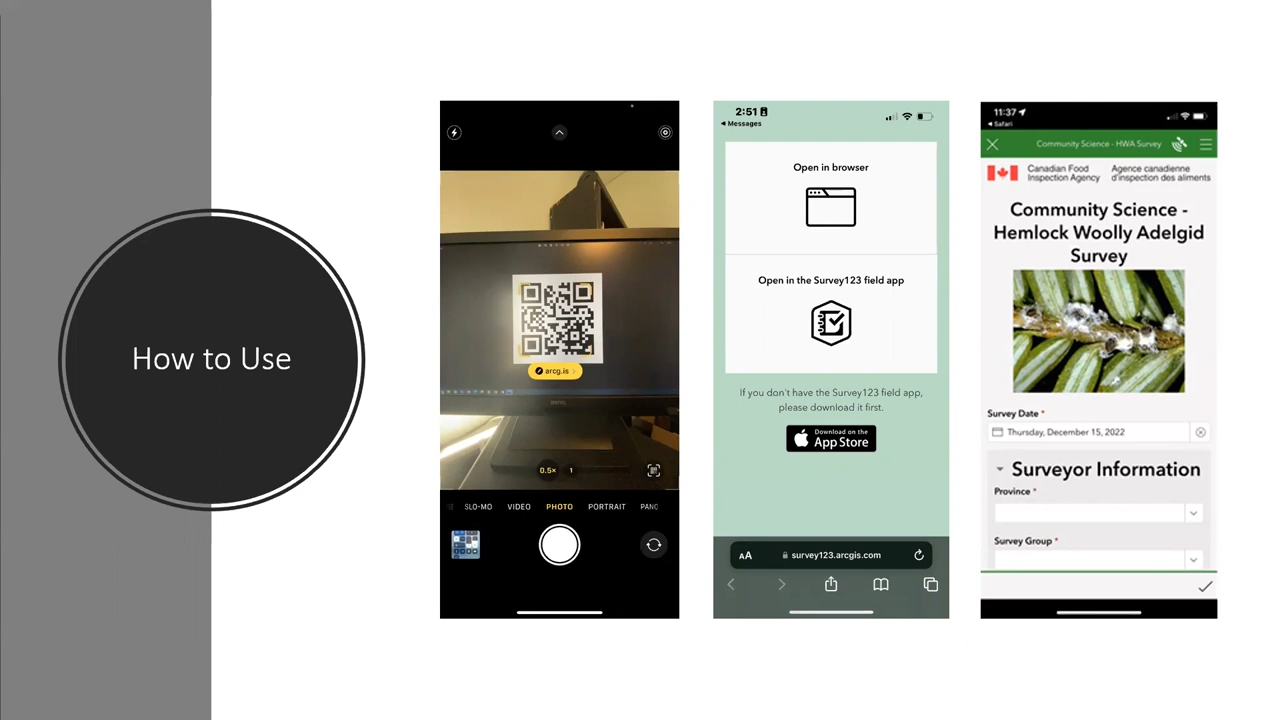 How to Use
arcg.is
0.5×
1
SLO-MO
VIDEO
PHOTO
PORTRAIT
PANO
2:51
Messages
Open in browser
Open in the Survey123 field app
If you don't have the Survey123 field app,
please download it first.
Download on the
App Store
AA
survey123.arcgis.com
11:37
Safari
Community Science - HWA Survey
Canadian Food
Inspection Agency
Agence canadienne
d'inspection des aliments
Community Science -
Hemlock Woolly Adelgid
Survey
Survey Date *
Thursday, December 15, 2022
Surveyor Information
Province *
Survey Group *